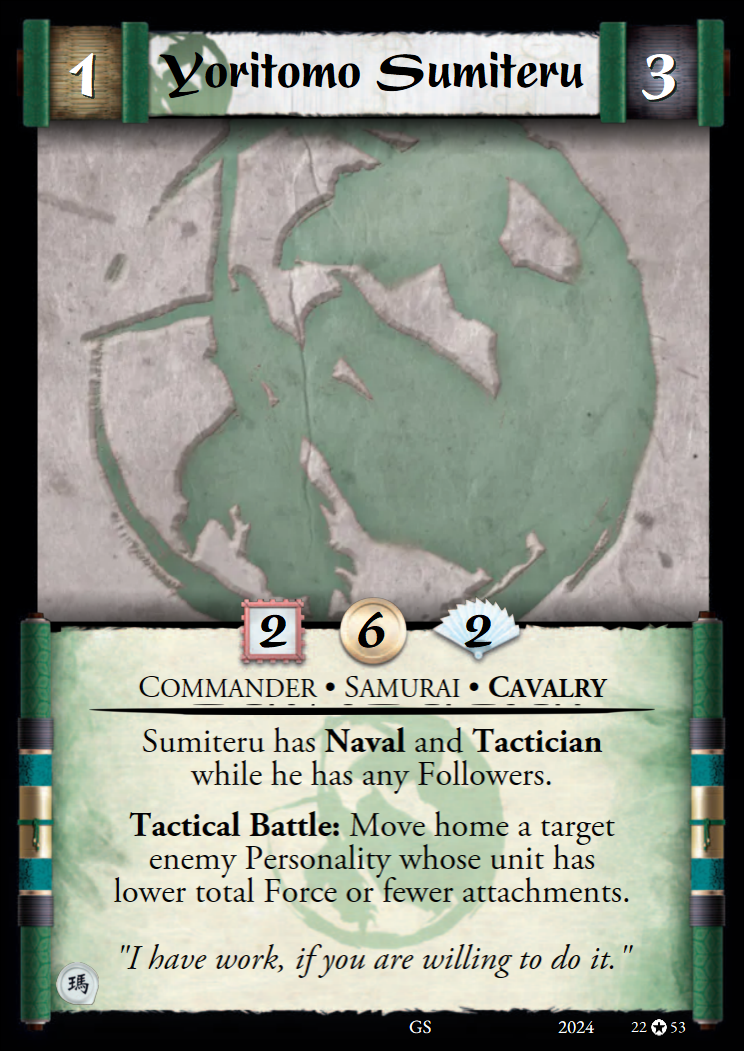 1 Yoritomo Sumiteru 3
2 6 2
COMMANDER • SAMURAI • CAVALRY
Sumiteru has Naval and Tactician
while he has any Followers.
Tactical Battle: Move home a target
enemy Personality whose unit has
lower total Force or fewer attachments.
"I have work, if you are willing to do it."
瑪
GS 2024 22 ✪ 53